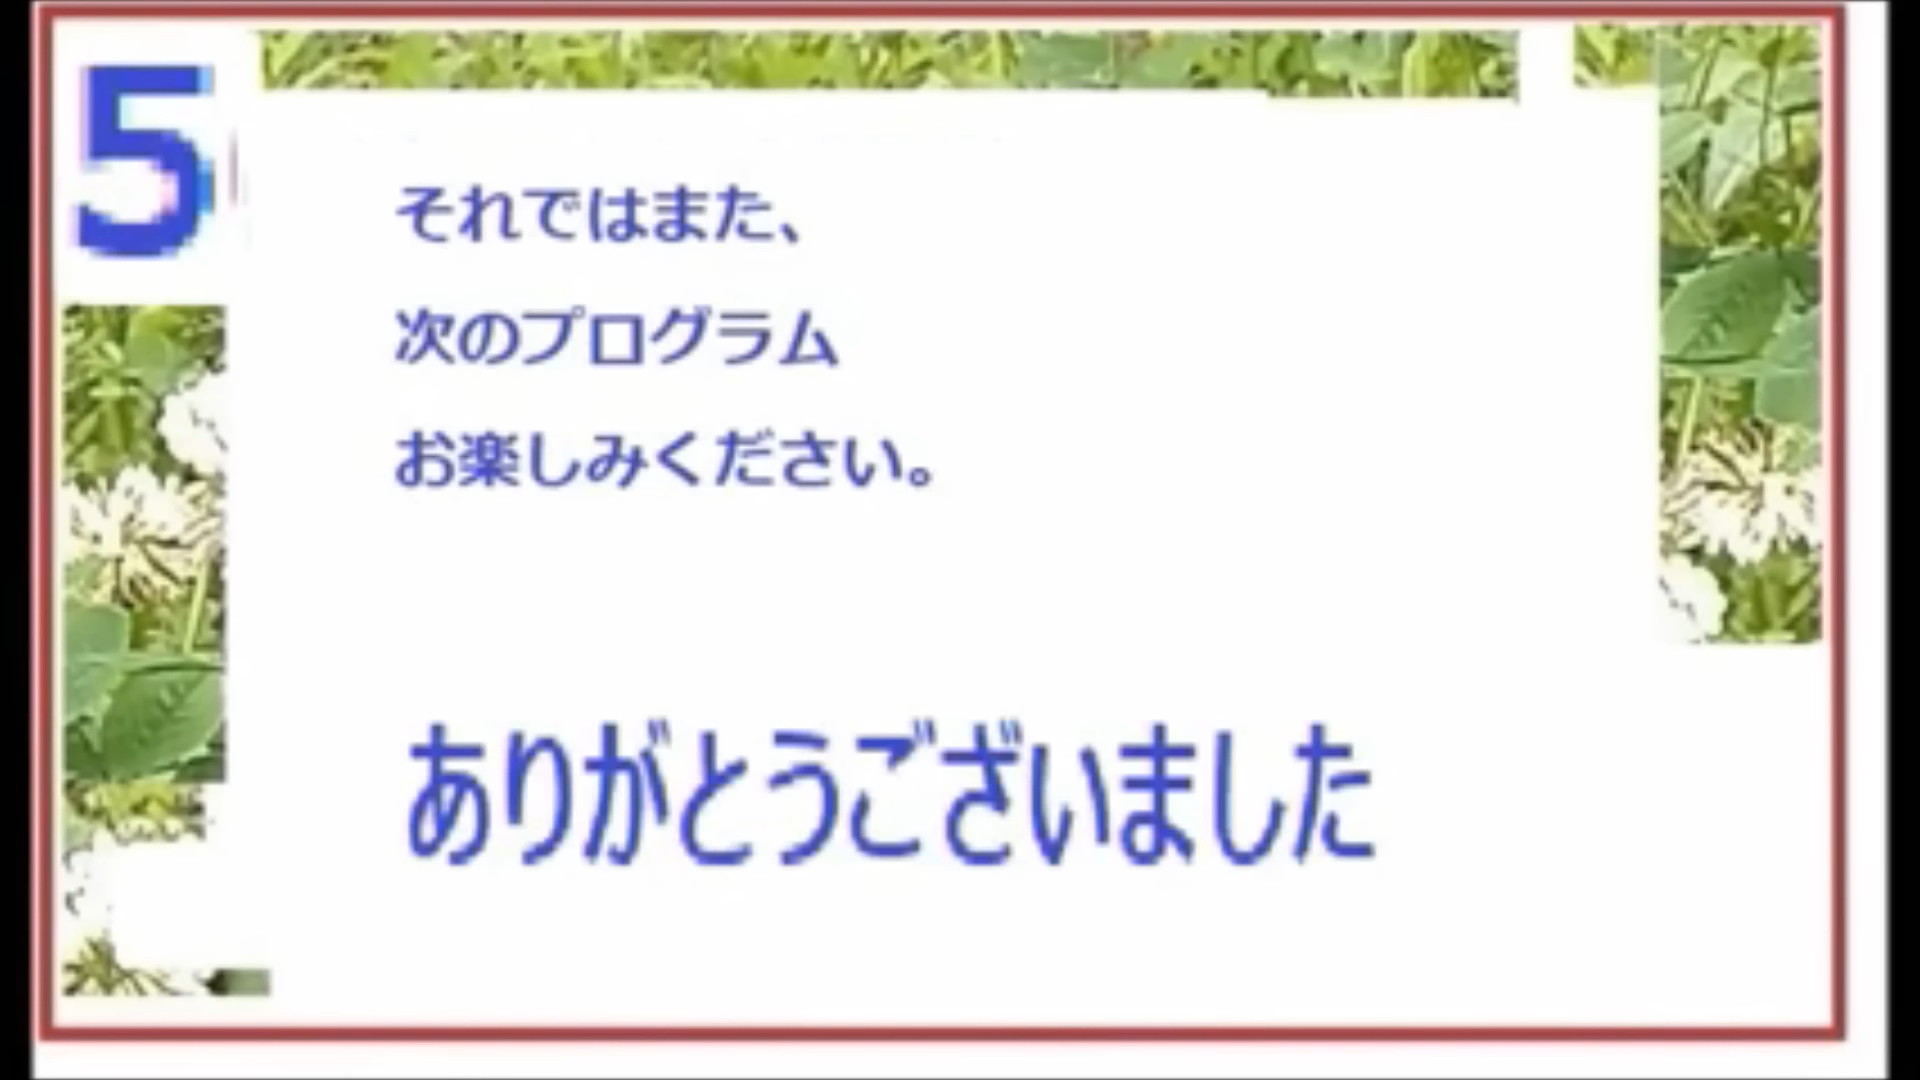 5
それではまた、
次のプログラム
お楽しみください。
ありがとうございました